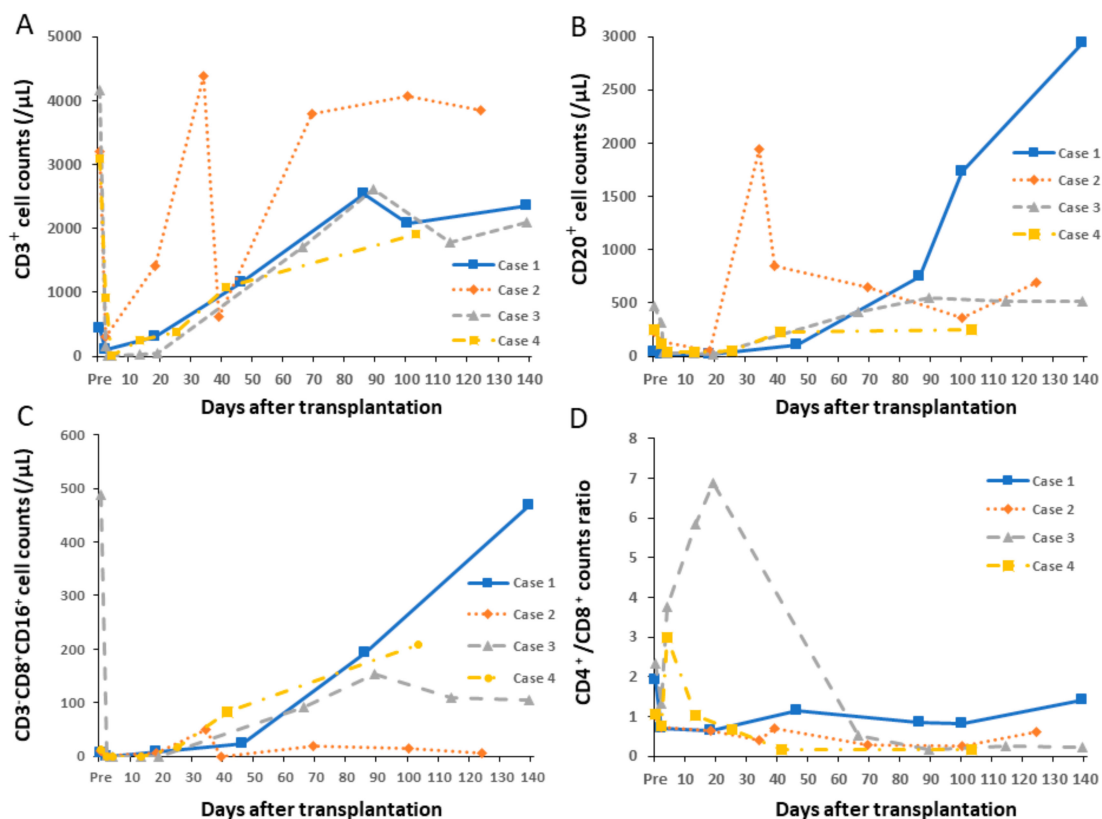 A
CD3⁺ cell counts (/μL)
5000
4000
3000
2000
1000
0
Pre 10 20 30 40 50 60 70 80 90 100 110 120 130 140
Days after transplantation
Case 1
Case 2
Case 3
Case 4
B
CD20⁺ cell counts (/μL)
3000
2500
2000
1500
1000
500
0
Pre 10 20 30 40 50 60 70 80 90 100 110 120 130 140
Days after transplantation
Case 1
Case 2
Case 3
Case 4
C
CD3⁻CD8⁺CD16⁺ cell counts (/μL)
600
500
400
300
200
100
0
Pre 10 20 30 40 50 60 70 80 90 100 110 120 130 140
Days after transplantation
Case 1
Case 2
Case 3
Case 4
D
CD4⁺/CD8⁺ counts ratio
8
7
6
5
4
3
2
1
0
Pre 10 20 30 40 50 60 70 80 90 100 110 120 130 140
Days after transplantation
Case 1
Case 2
Case 3
Case 4